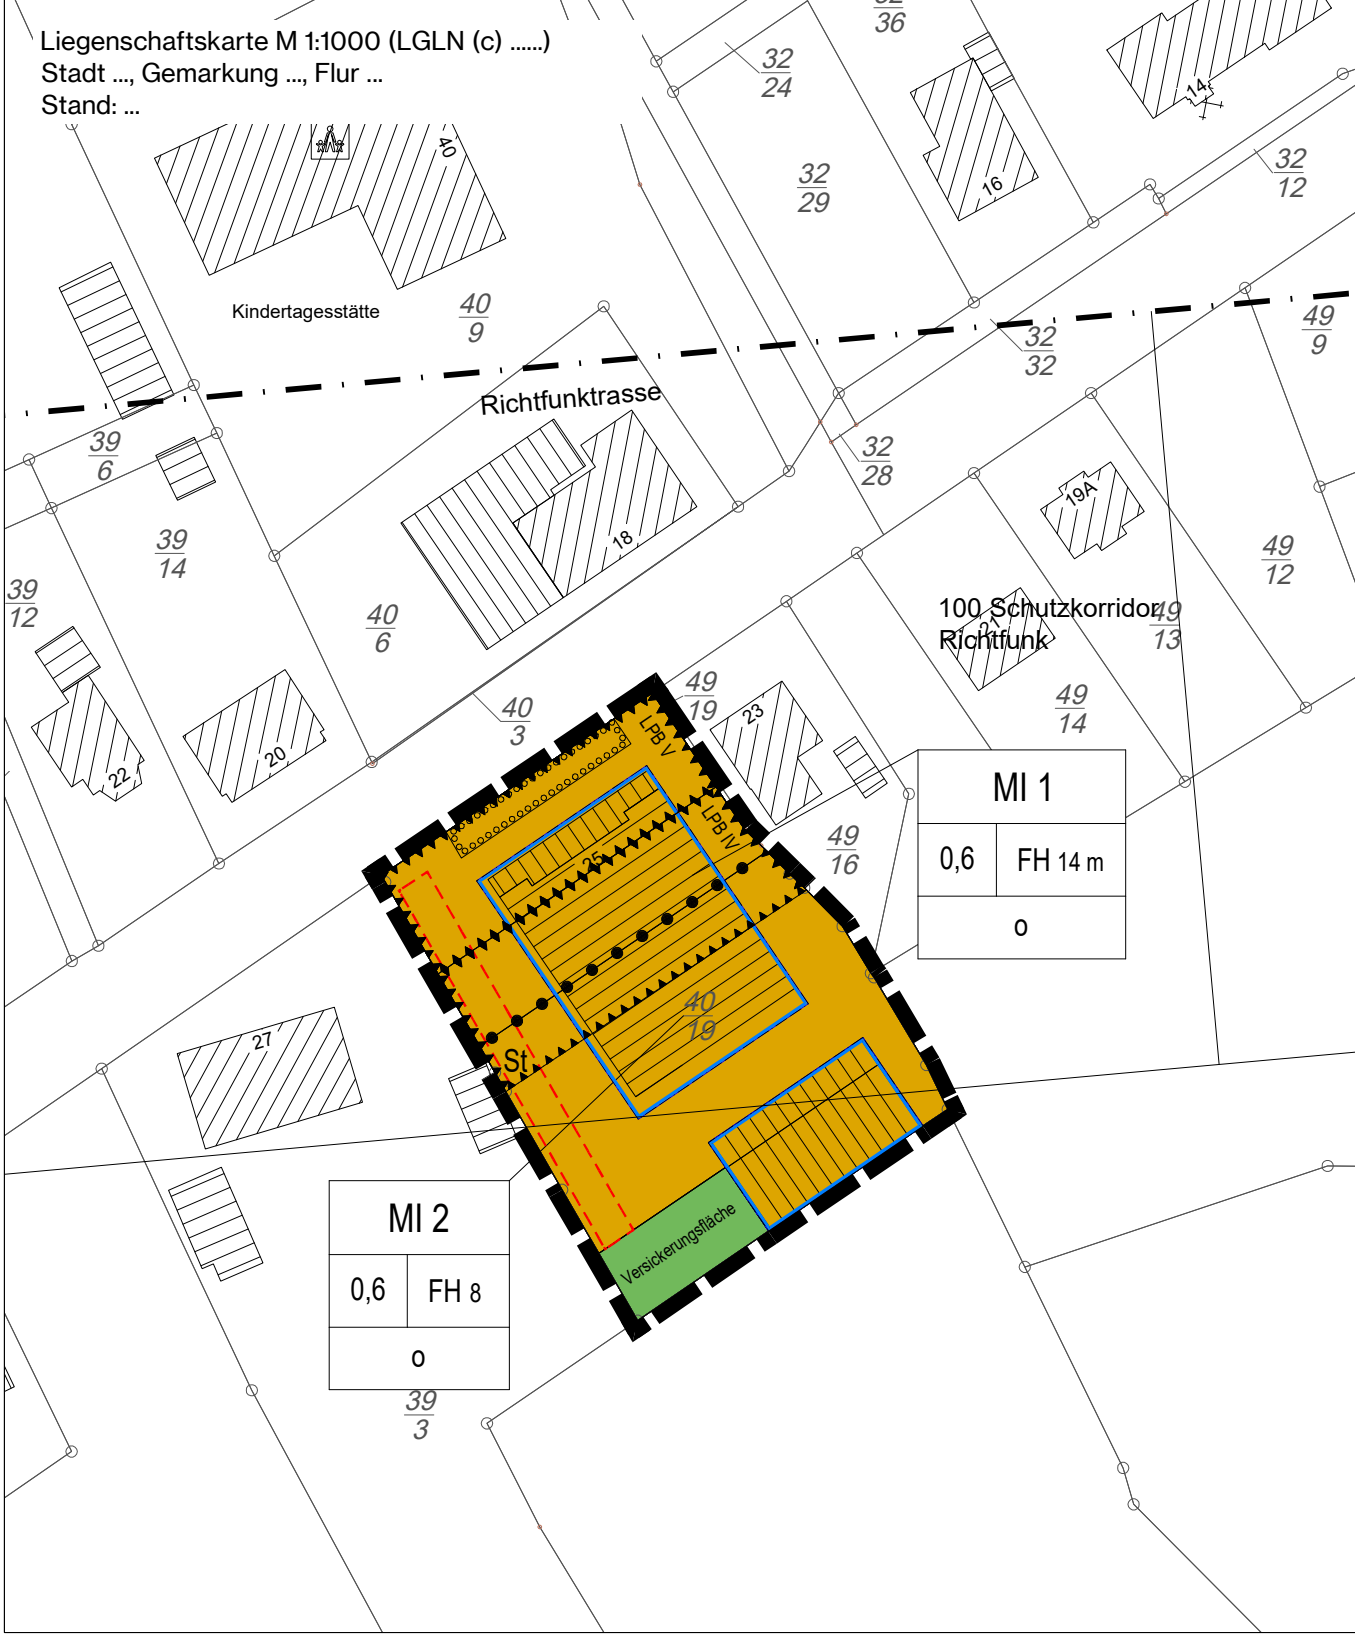 Liegenschaftskarte M 1:1000 (LGLN (c) ......)
Stadt ..., Gemarkung ..., Flur ...
Stand: ...
36
32
24
14
40
32
29
16
32
12
Kindertagesstätte
40
9
32
32
49
9
Richtfunktrasse
39
6
32
28
19A
18
39
14
49
12
39
12
40
6
100 Schutzkorridor
Richtfunk
21
49
13
49
14
40
3
49
19
23
LPB V
20
22
MI 1
0,6
FH 14 m
o
LPB IV
49
16
25
40
19
27
St
MI 2
0,6
FH 8
o
Versickerungsfläche
39
3